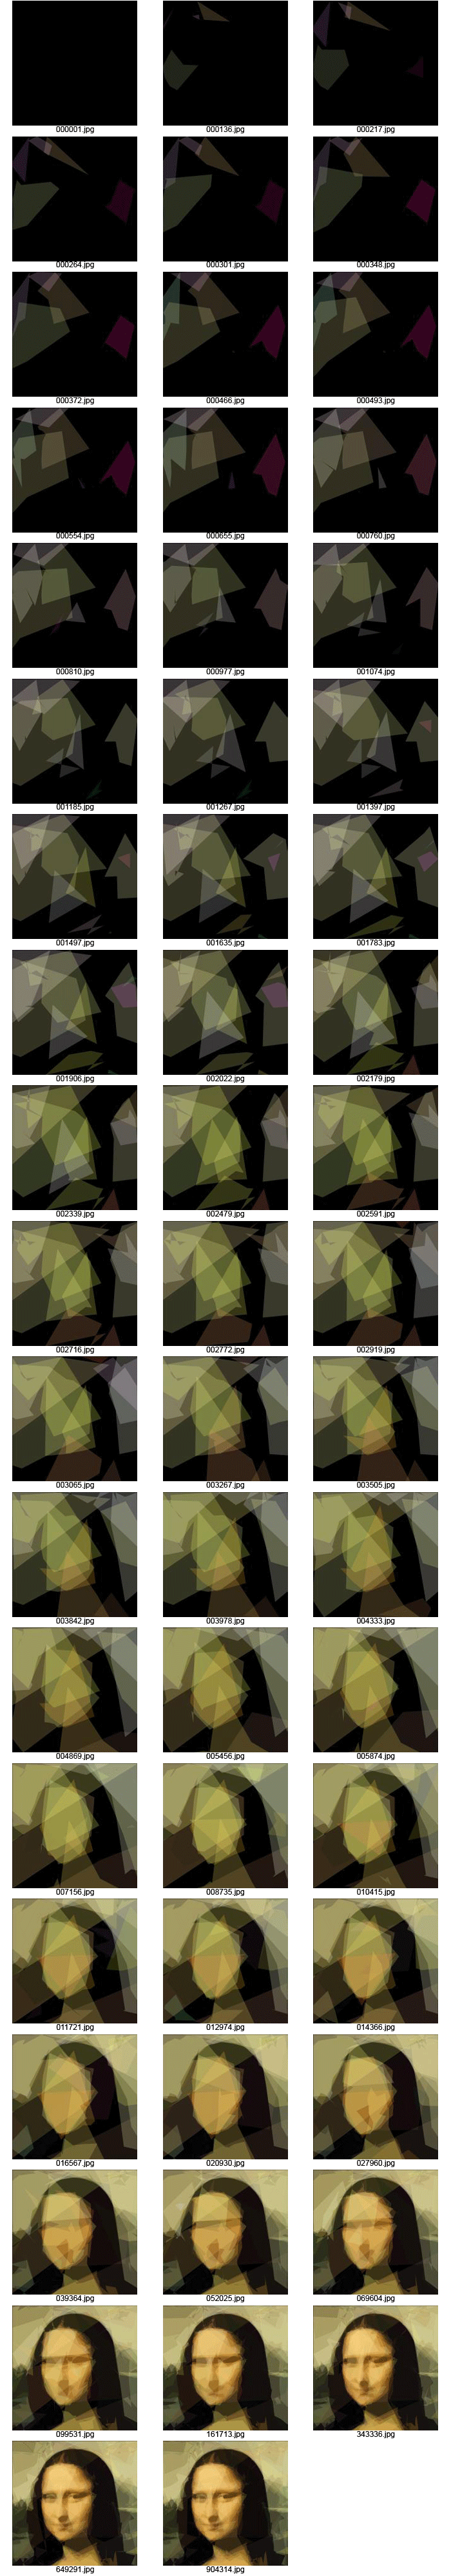 000001.jpg 000136.jpg 000217.jpg
000264.jpg 000301.jpg 000348.jpg
000372.jpg 000466.jpg 000493.jpg
000554.jpg 000655.jpg 000760.jpg
000810.jpg 000977.jpg 001074.jpg
001185.jpg 001267.jpg 001397.jpg
001497.jpg 001635.jpg 001783.jpg
001906.jpg 002022.jpg 002179.jpg
002339.jpg 002479.jpg 002591.jpg
002716.jpg 002772.jpg 002919.jpg
003065.jpg 003267.jpg 003505.jpg
003842.jpg 003978.jpg 004333.jpg
004869.jpg 005456.jpg 005874.jpg
007156.jpg 008735.jpg 010415.jpg
011721.jpg 012974.jpg 014366.jpg
016567.jpg 020930.jpg 027960.jpg
039364.jpg 052025.jpg 069604.jpg
099531.jpg 161713.jpg 343336.jpg
649291.jpg 904314.jpg